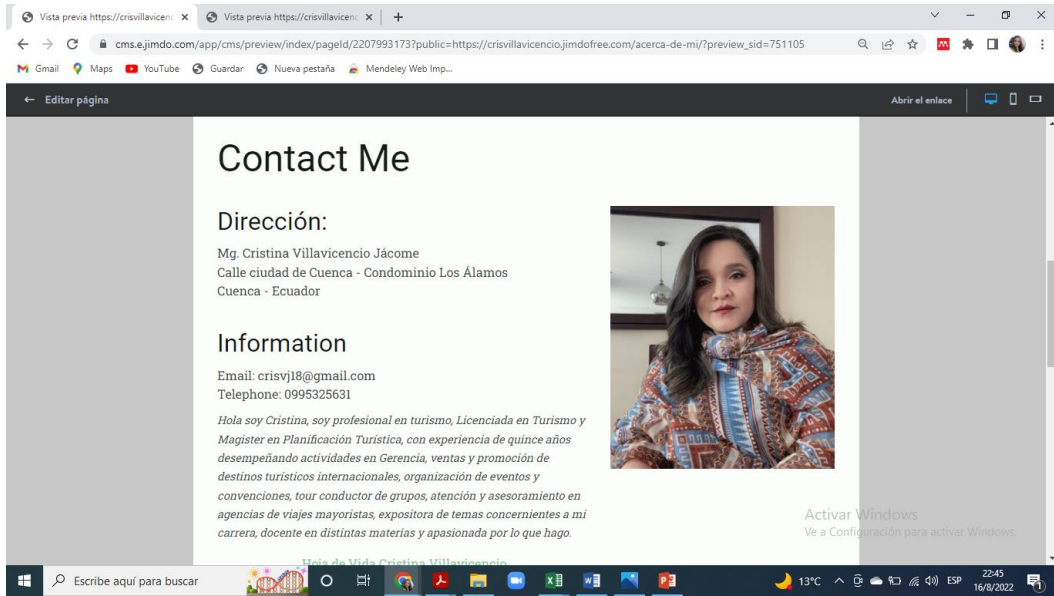 Vista previa https://crisvillavicenc
Vista previa https://crisvillavicenc
cms.e.jimdo.com/app/cms/preview/index/pageId/2207993173?public=https://crisvillavicencio.jimdofree.com/acerca-de-mi/?preview_sid=751105
Gmail Maps YouTube Guardar Nueva pestaña Mendeley Web Imp...
← Editar página
Abrir el enlace
Contact Me
Dirección:
Mg. Cristina Villavicencio Jácome
Calle ciudad de Cuenca - Condominio Los Álamos
Cuenca - Ecuador
Information
Email: crisvj18@gmail.com
Telephone: 0995325631
Hola soy Cristina, soy profesional en turismo, Licenciada en Turismo y
Magister en Planificación Turística, con experiencia de quince años
desempeñando actividades en Gerencia, ventas y promoción de
destinos turísticos internacionales, organización de eventos y
convenciones, tour conductor de grupos, atención y asesoramiento en
agencias de viajes mayoristas, expositora de temas concernientes a mi
carrera, docente en distintas materias y apasionada por lo que hago.
Hoja de Vida Cristina Villavicencio
Activar Windows
Ve a Configuración para activar Windows.
Escribe aquí para buscar
13°C
ESP
22:45
16/8/2022